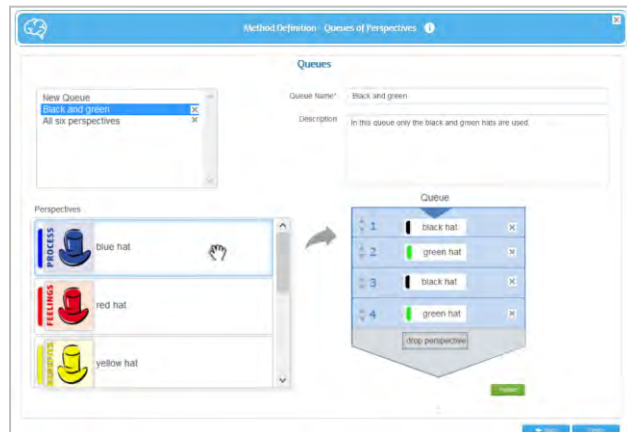 Method Definition - Queues of Perspectives
Queues
New Queue
Black and green
All six perspectives
Queue Name*
Black and green
Description
In this queue only the black and green hats are used.
Perspectives
PROCESS
blue hat
FEELINGS
red hat
BENEFITS
yellow hat
Queue
1 black hat
2 green hat
3 black hat
4 green hat
drop perspective